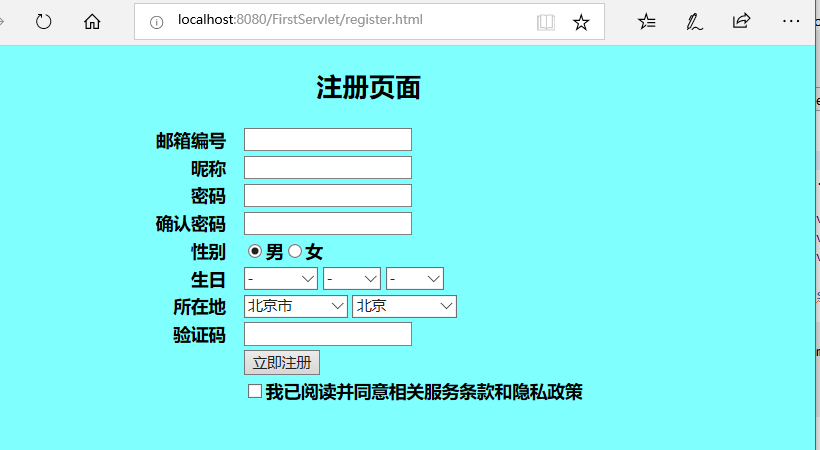 localhost:8080/FirstServlet/register.html
注册页面
邮箱编号
昵称
密码
确认密码
性别 男 女
生日 - - -
所在地 北京市 北京
验证码
立即注册
我已阅读并同意相关服务条款和隐私政策